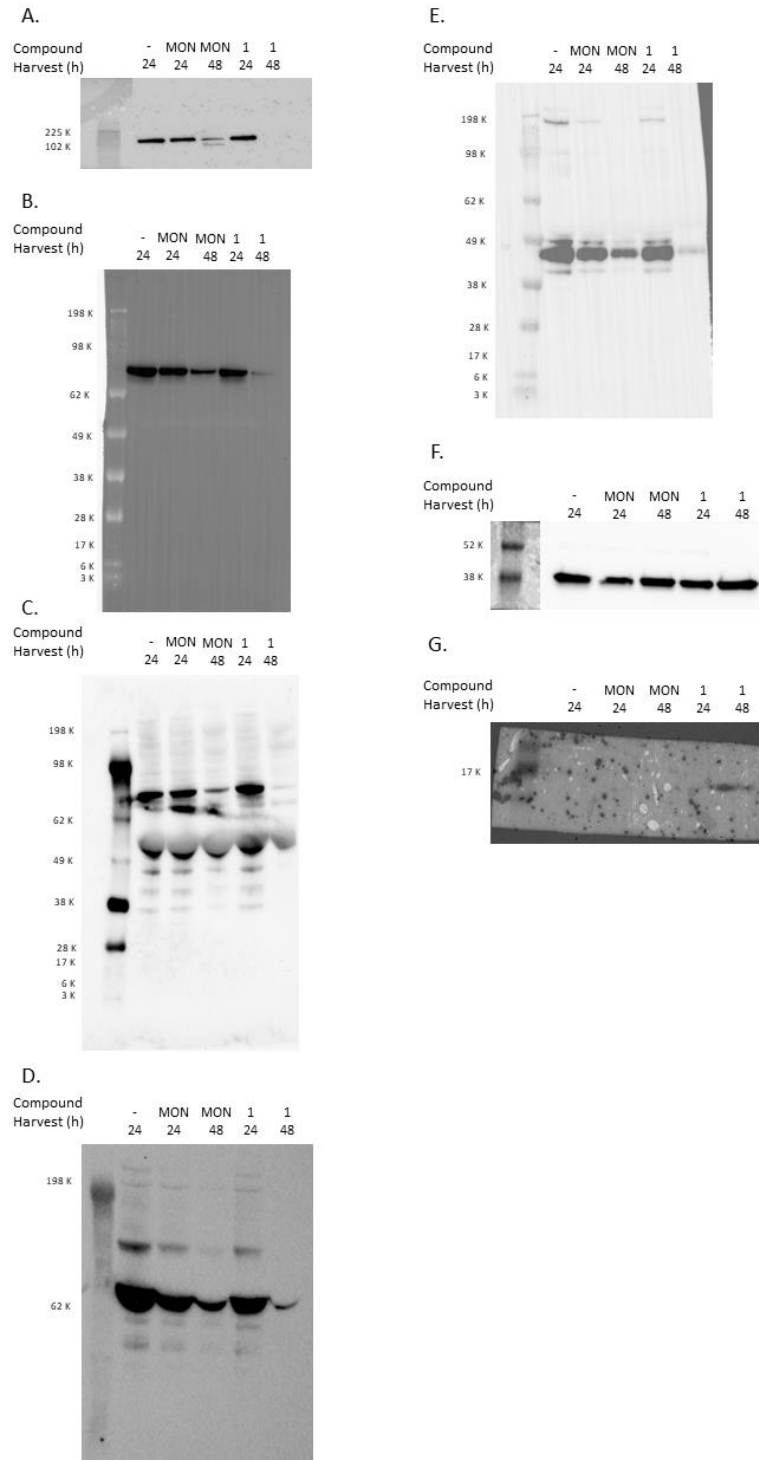 A.
Compound - MON MON 1 1
Harvest (h) 24 24 48 24 48
225 K
102 K
B.
Compound - MON MON 1 1
Harvest (h) 24 24 48 24 48
198 K
98 K
62 K
49 K
38 K
28 K
17 K
6 K
3 K
C.
Compound - MON MON 1 1
Harvest (h) 24 24 48 24 48
198 K
98 K
62 K
49 K
38 K
28 K
17 K
6 K
3 K
D.
Compound - MON MON 1 1
Harvest (h) 24 24 48 24 48
198 K
62 K
E.
Compound - MON MON 1 1
Harvest (h) 24 24 48 24 48
198 K
98 K
62 K
49 K
38 K
28 K
17 K
6 K
3 K
F.
Compound - MON MON 1 1
Harvest (h) 24 24 48 24 48
52 K
38 K
G.
Compound - MON MON 1 1
Harvest (h) 24 24 48 24 48
17 K